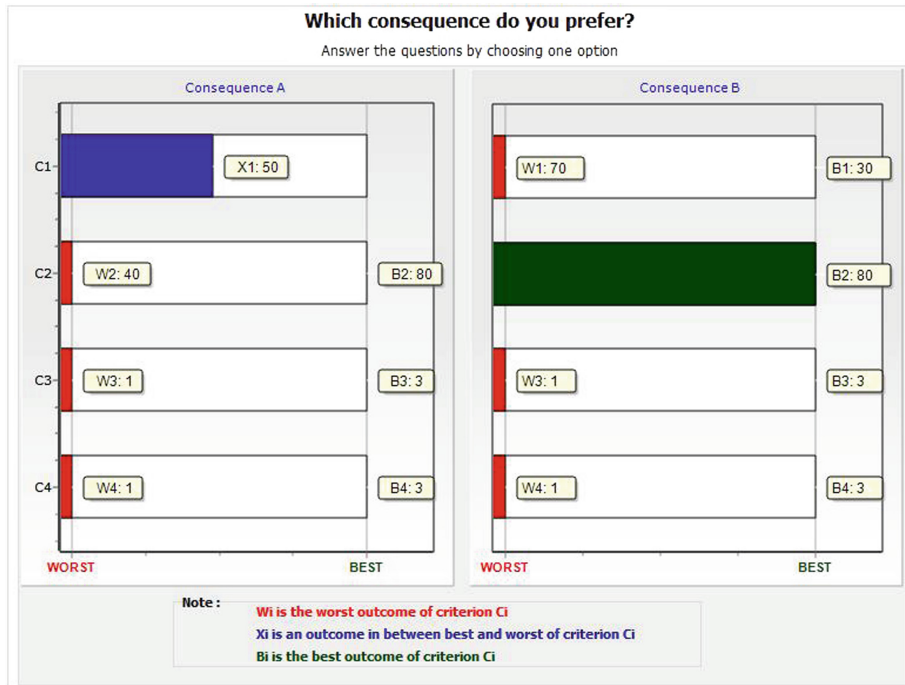 Which consequence do you prefer?
Answer the questions by choosing one option
Consequence A
C1
X1: 50
C2
W2: 40
B2: 80
C3
W3: 1
B3: 3
C4
W4: 1
B4: 3
WORST
BEST
Consequence B
W1: 70
B1: 30
B2: 80
W3: 1
B3: 3
W4: 1
B4: 3
WORST
BEST
Note :
Wi is the worst outcome of criterion Ci
Xi is an outcome in between best and worst of criterion Ci
Bi is the best outcome of criterion Ci